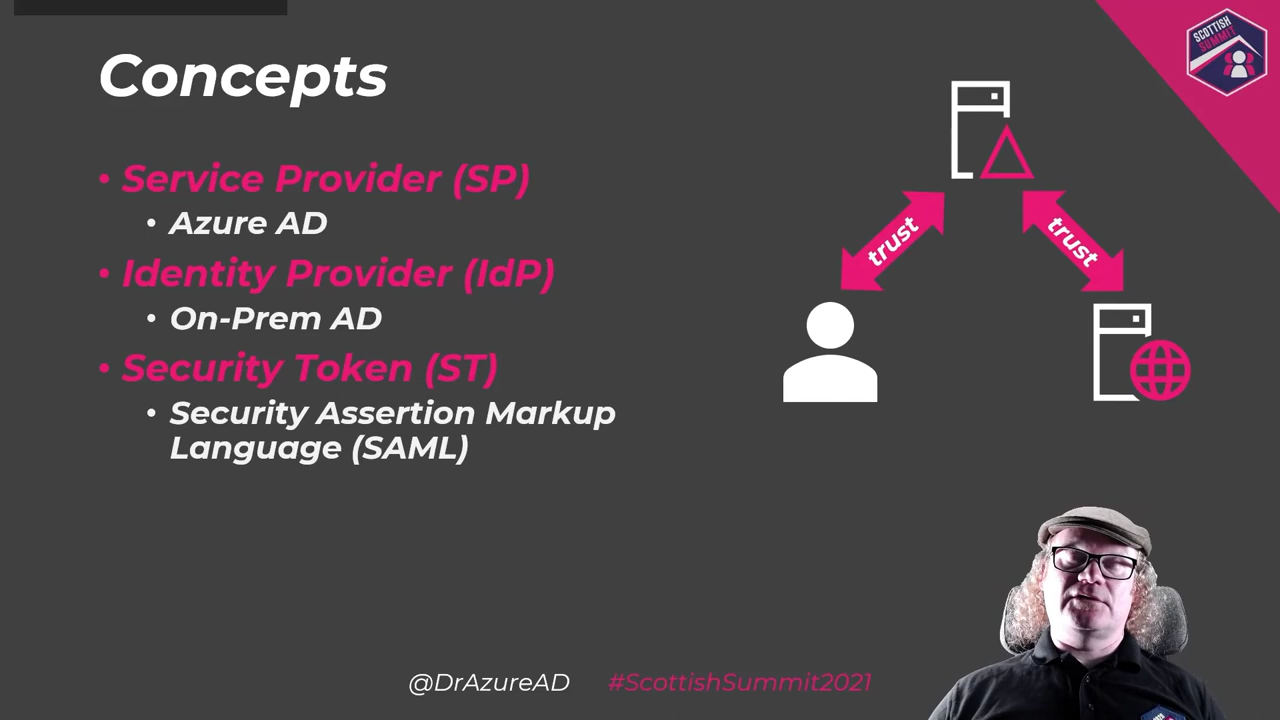 SCOTTISH
SUMMIT
Concepts
• Service Provider (SP)
• Azure AD
• Identity Provider (IdP)
• On-Prem AD
• Security Token (ST)
• Security Assertion Markup
Language (SAML)
trust
trust
@DrAzureAD #ScottishSummit2021